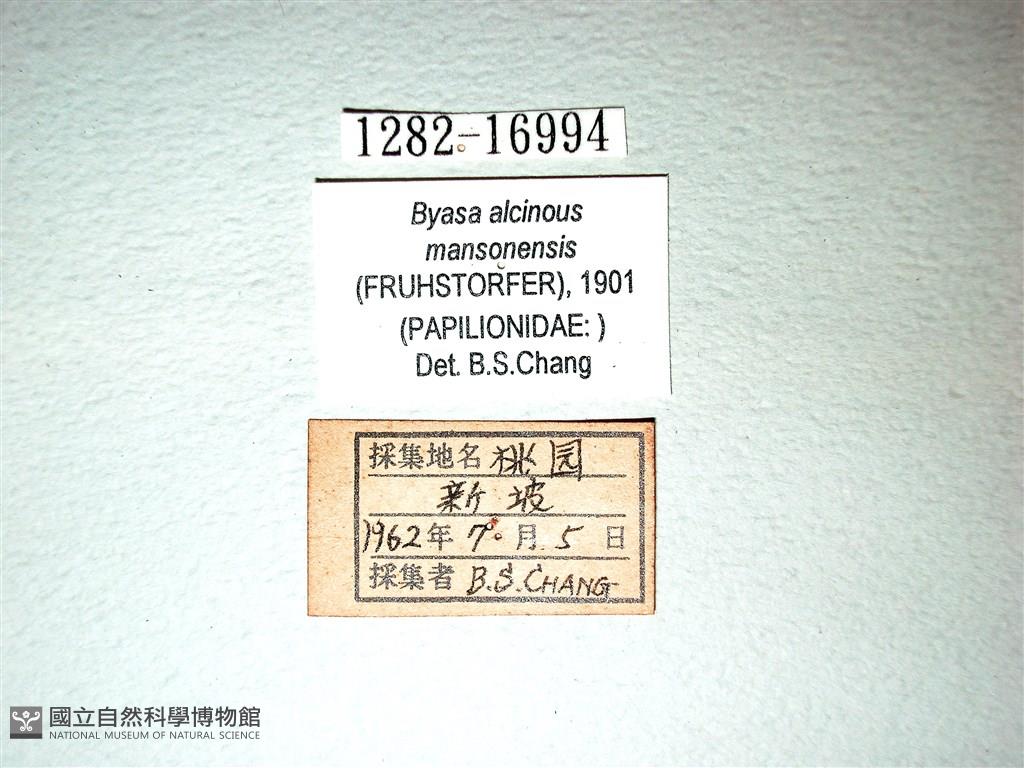 1282-16994
Byasa alcinous
mansonensis
(FRUHSTORFER), 1901
(PAPILIONIDAE: )
Det. B.S.Chang
採集地名 桃园
新坡
1962年 7月 5日
採集者 B.S.CHANG
國立自然科學博物館
NATIONAL MUSEUM OF NATURAL SCIENCE